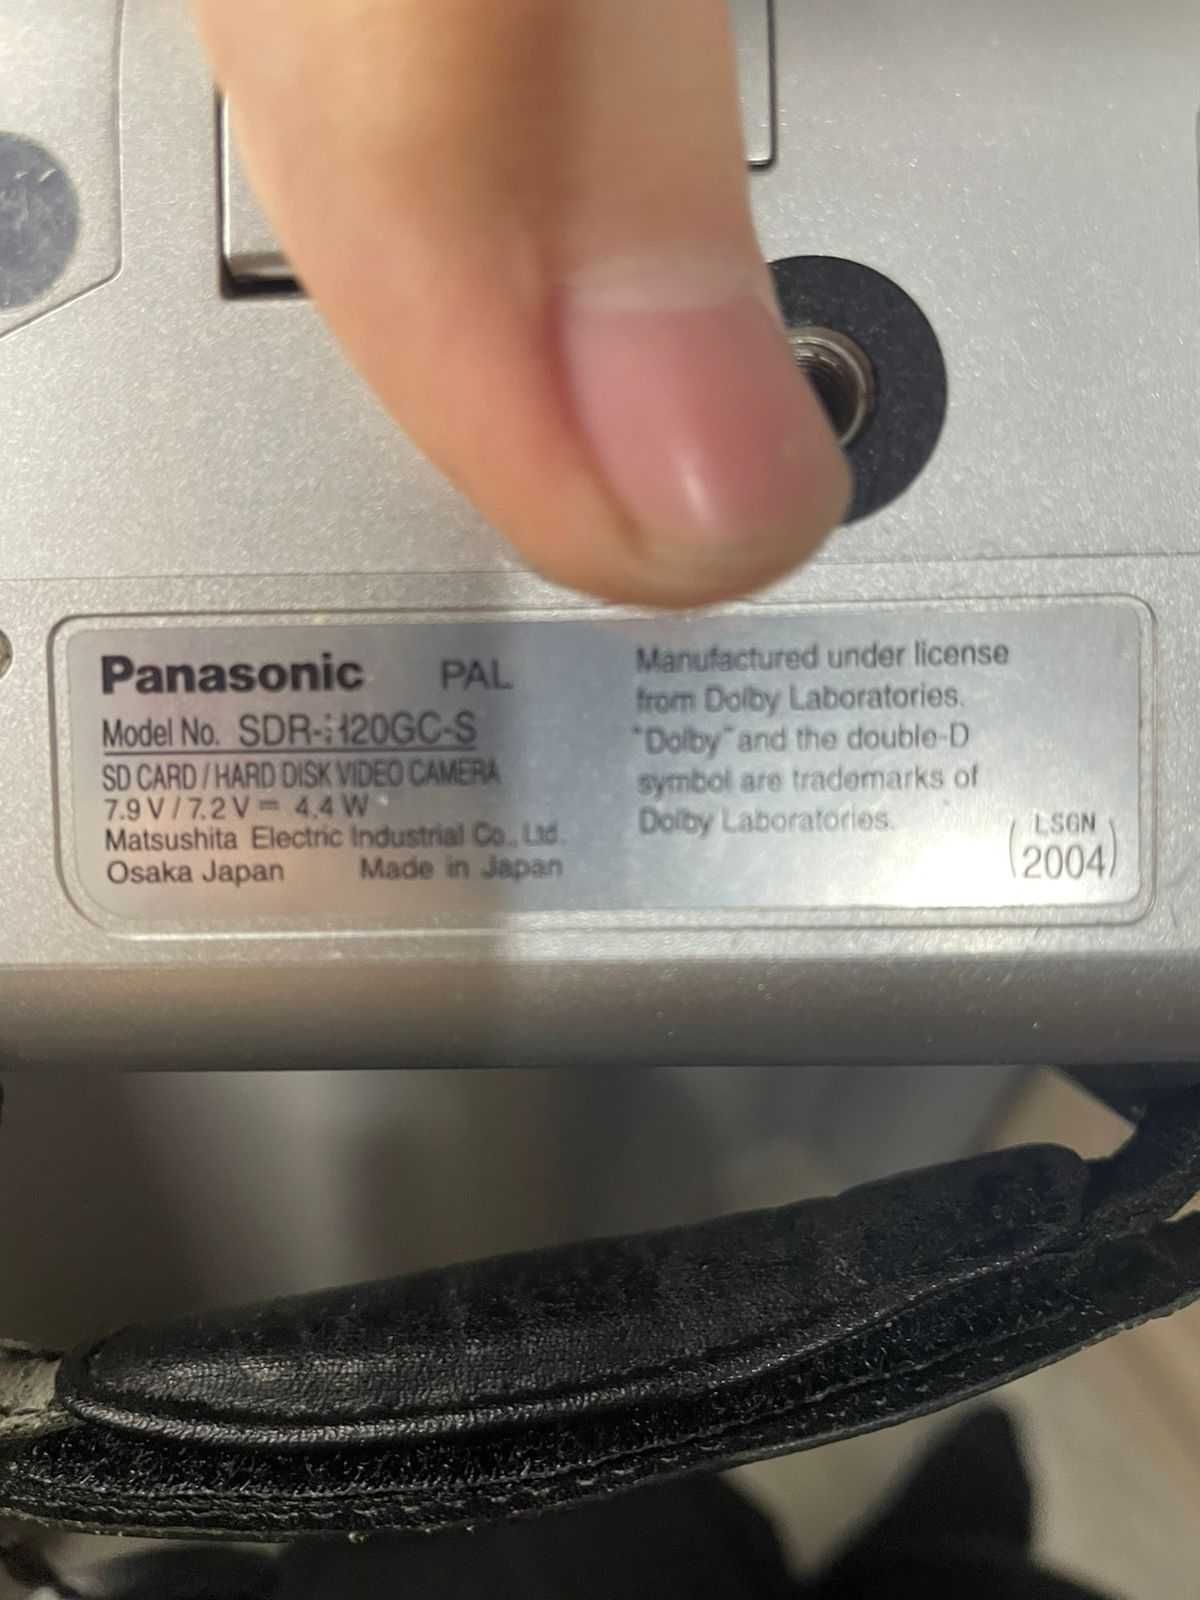 Panasonic PAL
Model No. SDR-H20GC-S
SD CARD / HARD DISK VIDEO CAMERA
7.9 V / 7.2 V ⎓ 4.4 W
Matsushita Electric Industrial Co., Ltd.
Osaka Japan Made in Japan
Manufactured under license
from Dolby Laboratories.
"Dolby" and the double-D
symbol are trademarks of
Dolby Laboratories.
(LSGN
2004)